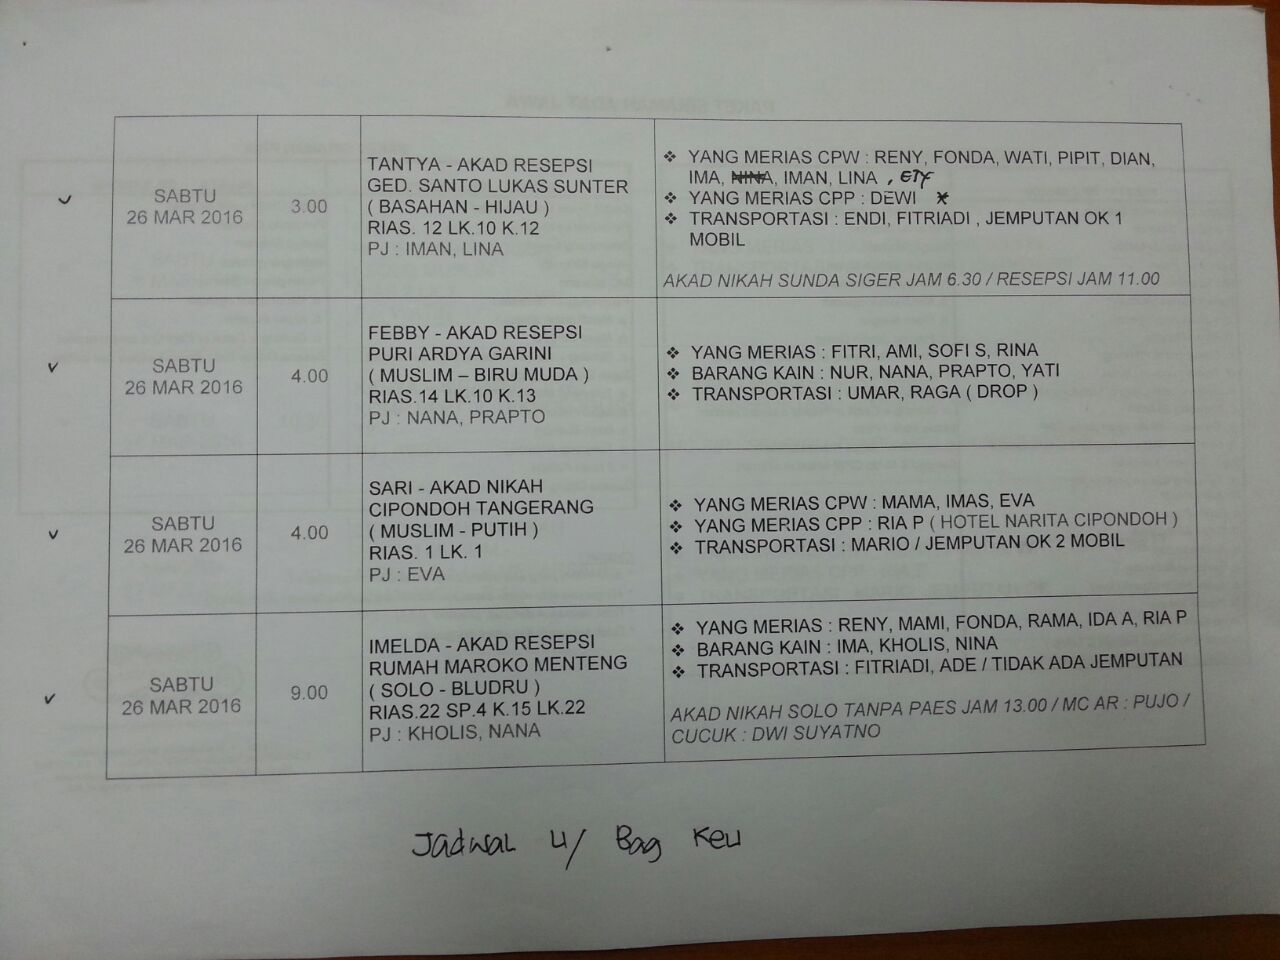 SABTU
26 MAR 2016
3.00
TANTYA - AKAD RESEPSI
GED. SANTO LUKAS SUNTER
( BASAHAN - HIJAU )
RIAS. 12 LK.10 K.12
PJ : IMAN, LINA
❖ YANG MERIAS CPW : RENY, FONDA, WATI, PIPIT, DIAN,
IMA, NINA, IMAN, LINA , ETY
❖ YANG MERIAS CPP : DEWI *
❖ TRANSPORTASI : ENDI, FITRIADI , JEMPUTAN OK 1
MOBIL
AKAD NIKAH SUNDA SIGER JAM 6.30 / RESEPSI JAM 11.00
SABTU
26 MAR 2016
4.00
FEBBY - AKAD RESEPSI
PURI ARDYA GARINI
( MUSLIM – BIRU MUDA )
RIAS.14 LK.10 K.13
PJ : NANA, PRAPTO
❖ YANG MERIAS : FITRI, AMI, SOFI S, RINA
❖ BARANG KAIN : NUR, NANA, PRAPTO, YATI
❖ TRANSPORTASI : UMAR, RAGA ( DROP )
SABTU
26 MAR 2016
4.00
SARI - AKAD NIKAH
CIPONDOH TANGERANG
( MUSLIM - PUTIH )
RIAS. 1 LK. 1
PJ : EVA
❖ YANG MERIAS CPW : MAMA, IMAS, EVA
❖ YANG MERIAS CPP : RIA P ( HOTEL NARITA CIPONDOH )
❖ TRANSPORTASI : MARIO / JEMPUTAN OK 2 MOBIL
SABTU
26 MAR 2016
9.00
IMELDA - AKAD RESEPSI
RUMAH MAROKO MENTENG
( SOLO - BLUDRU )
RIAS.22 SP.4 K.15 LK.22
PJ : KHOLIS, NANA
❖ YANG MERIAS : RENY, MAMI, FONDA, RAMA, IDA A, RIA P
❖ BARANG KAIN : IMA, KHOLIS, NINA
❖ TRANSPORTASI : FITRIADI, ADE / TIDAK ADA JEMPUTAN
AKAD NIKAH SOLO TANPA PAES JAM 13.00 / MC AR : PUJO /
CUCUK : DWI SUYATNO
Jadwal u/ Bag Keu